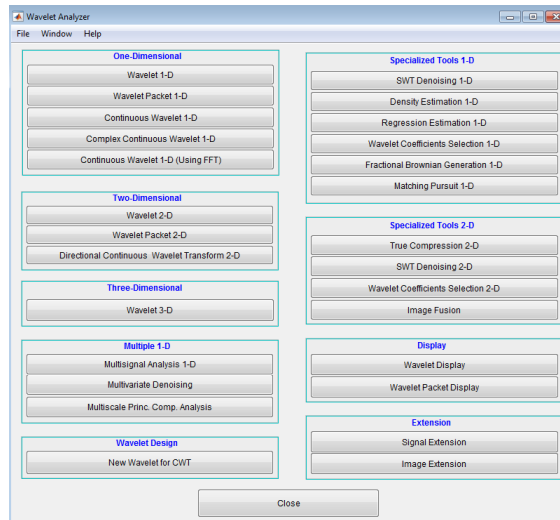 Wavelet Analyzer
File Window Help
One-Dimensional
Wavelet 1-D
Wavelet Packet 1-D
Continuous Wavelet 1-D
Complex Continuous Wavelet 1-D
Continuous Wavelet 1-D (Using FFT)
Two-Dimensional
Wavelet 2-D
Wavelet Packet 2-D
Directional Continuous Wavelet Transform 2-D
Three-Dimensional
Wavelet 3-D
Multiple 1-D
Multisignal Analysis 1-D
Multivariate Denoising
Multiscale Princ. Comp. Analysis
Wavelet Design
New Wavelet for CWT
Specialized Tools 1-D
SWT Denoising 1-D
Density Estimation 1-D
Regression Estimation 1-D
Wavelet Coefficients Selection 1-D
Fractional Brownian Generation 1-D
Matching Pursuit 1-D
Specialized Tools 2-D
True Compression 2-D
SWT Denoising 2-D
Wavelet Coefficients Selection 2-D
Image Fusion
Display
Wavelet Display
Wavelet Packet Display
Extension
Signal Extension
Image Extension
Close